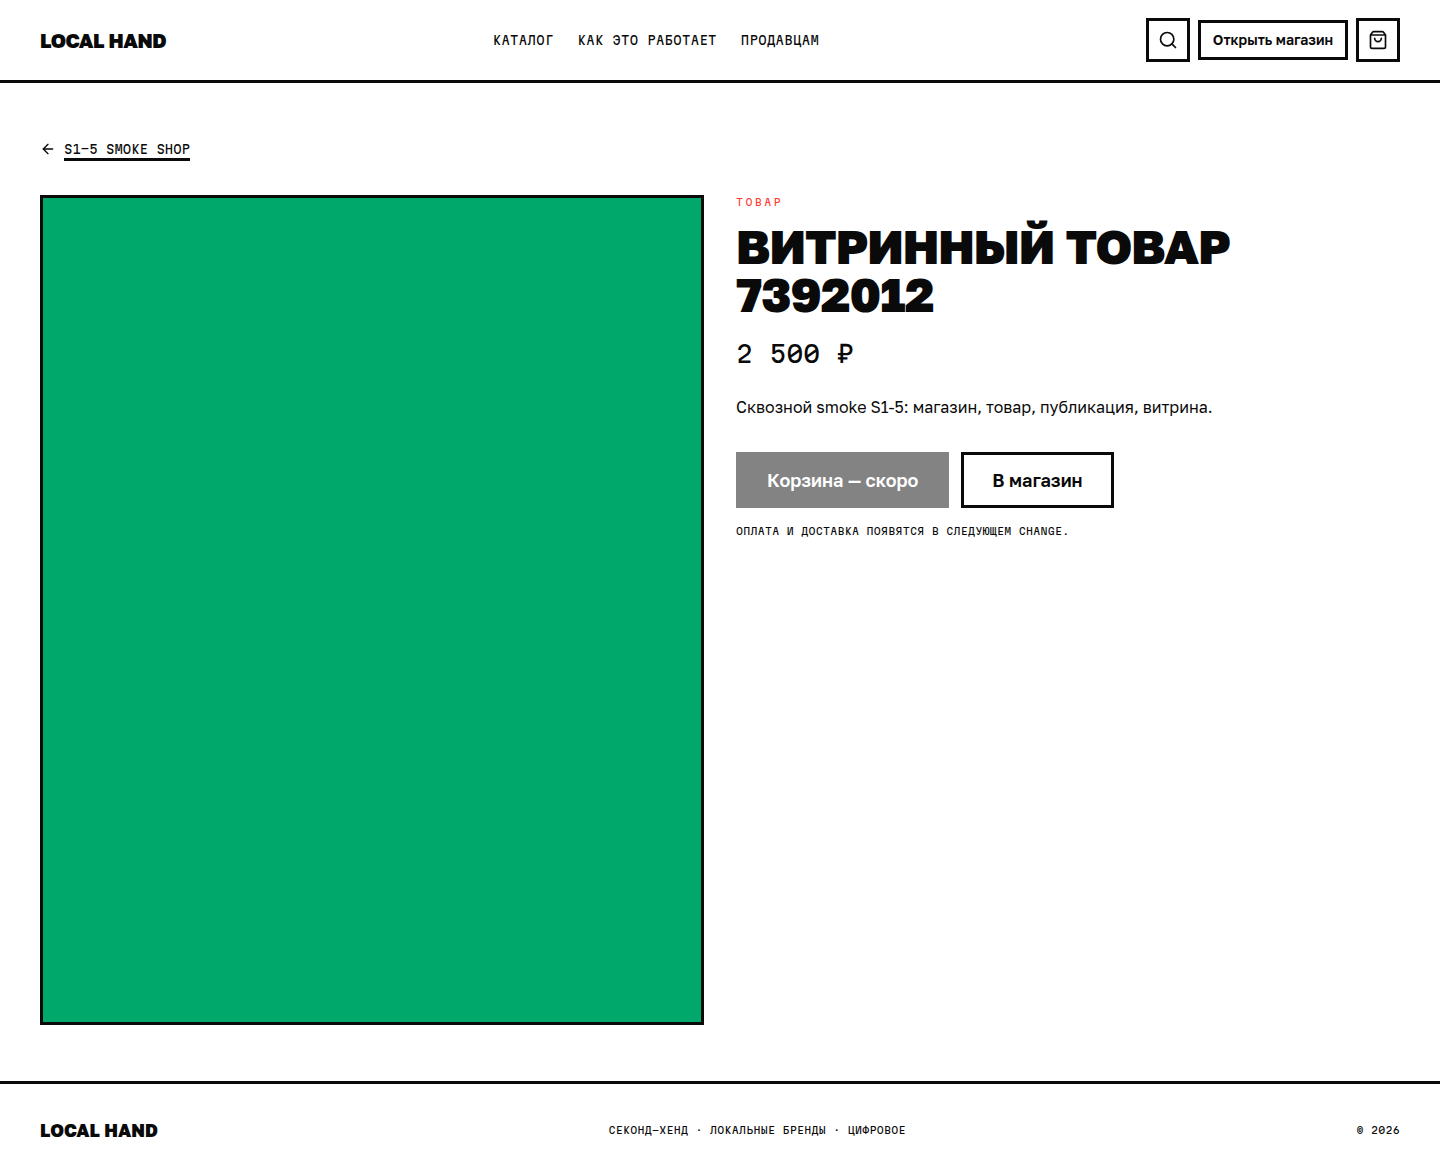 LOCAL HAND
КАТАЛОГ
КАК ЭТО РАБОТАЕТ
ПРОДАВЦАМ
Открыть магазин
S1-5 SMOKE SHOP
ТОВАР
ВИТРИННЫЙ ТОВАР
7392012
2 500 ₽
Сквозной smoke S1-5: магазин, товар, публикация, витрина.
Корзина — скоро
В магазин
ОПЛАТА И ДОСТАВКА ПОЯВЯТСЯ В СЛЕДУЮЩЕМ CHANGE.
LOCAL HAND
СЕКОНД-ХЕНД · ЛОКАЛЬНЫЕ БРЕНДЫ · ЦИФРОВОЕ
© 2026